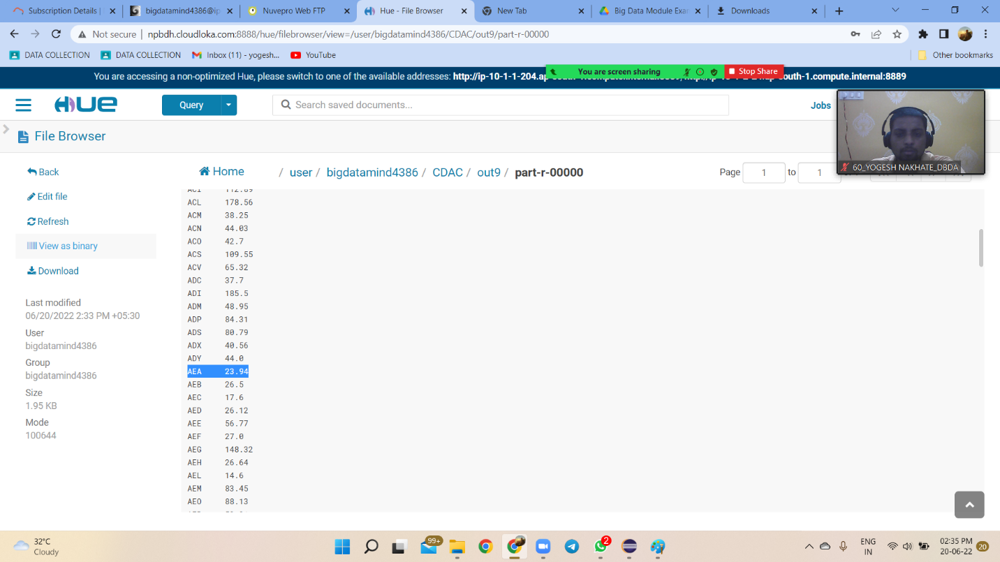 Subscription Details |
bigdatamind4386@ip
Nuvepro Web FTP
Hue - File Browser
New Tab
Big Data Module Exa
Downloads
Not secure | npbdh.cloudloka.com:8888/hue/filebrowser/view=/user/bigdatamind4386/CDAC/out9/part-r-00000
DATA COLLECTION
DATA COLLECTION
Inbox (11) - yogesh...
YouTube
Other bookmarks
You are accessing a non-optimized Hue, please switch to one of the available addresses: http://ip-10-1-1-204.ap
outh-1.compute.internal:8889
You are screen sharing
Stop Share
HUE
Query
Search saved documents...
Jobs
File Browser
60_YOGESH NAKHATE_DBDA
Back
Home / user / bigdatamind4386 / CDAC / out9 / part-r-00000
Page 1 to 1
Edit file
Refresh
View as binary
Download
Last modified
06/20/2022 2:33 PM +05:30
User
bigdatamind4386
Group
bigdatamind4386
Size
1.95 KB
Mode
100644
ACI 112.89
ACL 178.56
ACM 38.25
ACN 44.03
ACO 42.7
ACS 109.55
ACV 65.32
ADC 37.7
ADI 185.5
ADM 48.95
ADP 84.31
ADS 80.79
ADX 40.56
ADY 44.0
AEA 23.94
AEB 26.5
AEC 17.6
AED 26.12
AEE 56.77
AEF 27.0
AEG 148.32
AEH 26.64
AEL 14.6
AEM 83.45
AEO 88.13
32°C
Cloudy
99+
2
ENG
IN
02:35 PM
20-06-22
20